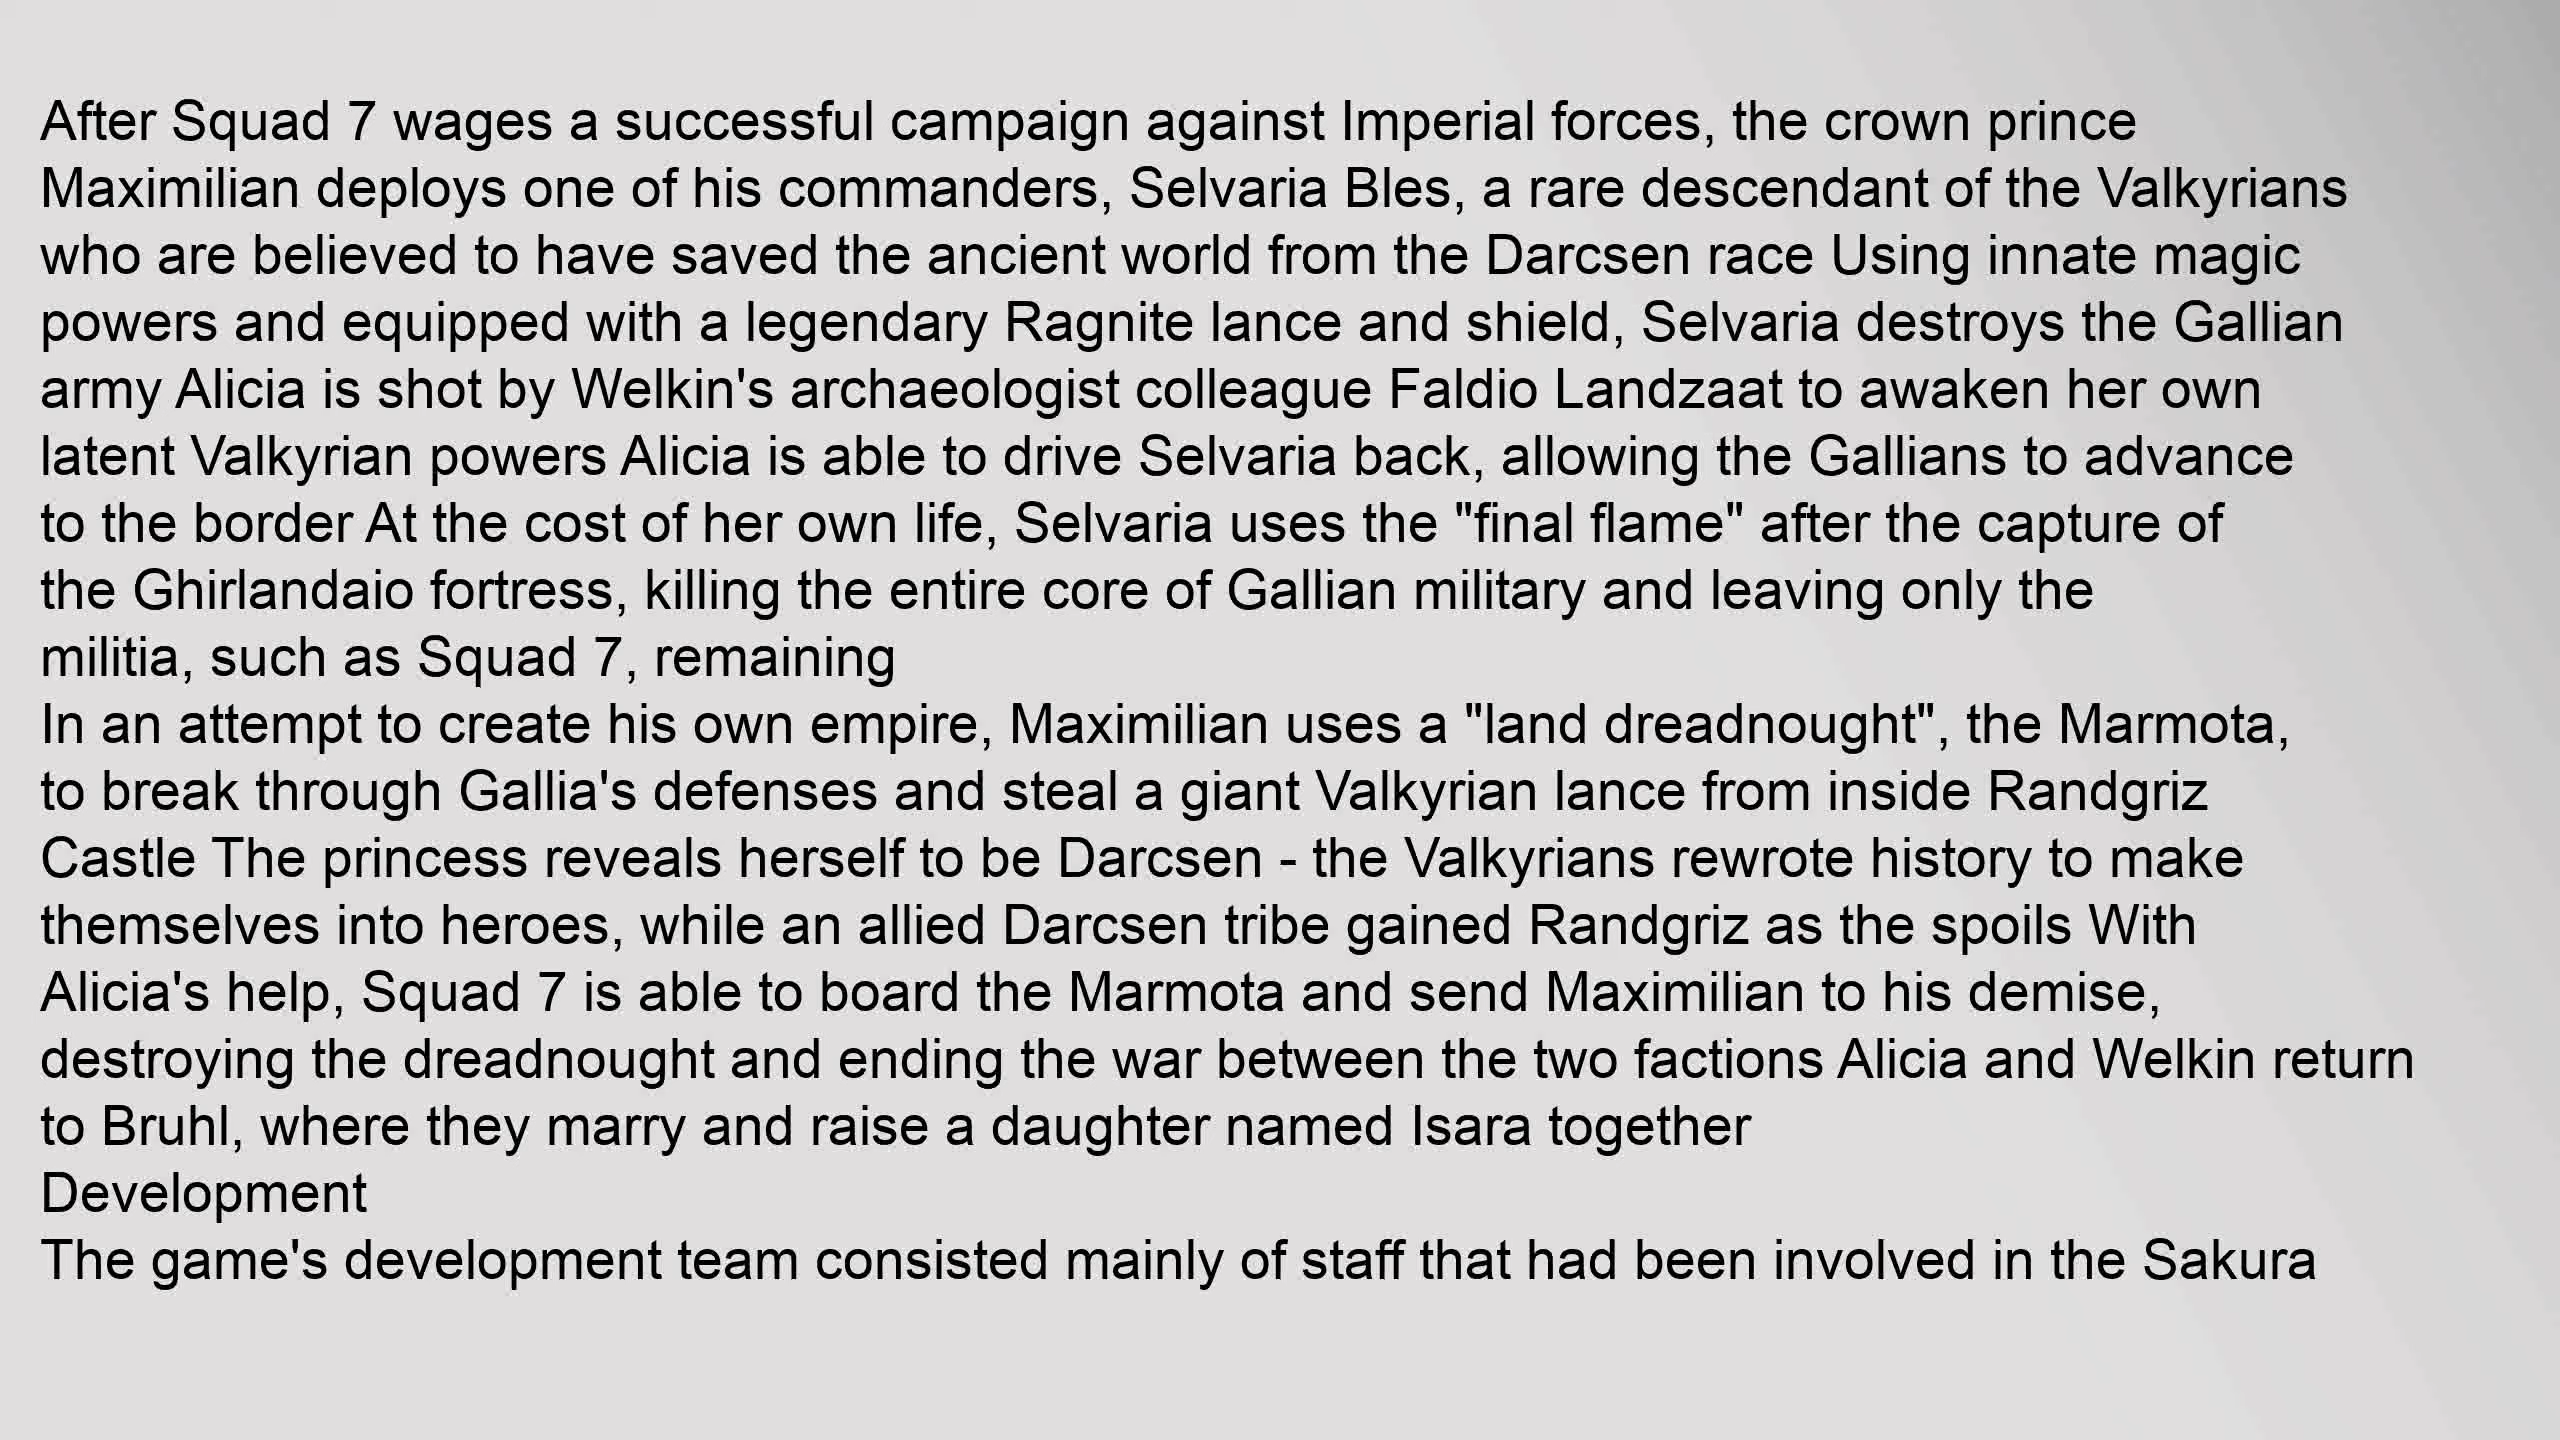 After Squad 7 wages a successful campaign against Imperial forces, the crown prince
Maximilian deploys one of his commanders, Selvaria Bles, a rare descendant of the Valkyrians
who are believed to have saved the ancient world from the Darcsen race Using innate magic
powers and equipped with a legendary Ragnite lance and shield, Selvaria destroys the Gallian
army Alicia is shot by Welkin's archaeologist colleague Faldio Landzaat to awaken her own
latent Valkyrian powers Alicia is able to drive Selvaria back, allowing the Gallians to advance
to the border At the cost of her own life, Selvaria uses the "final flame" after the capture of
the Ghirlandaio fortress, killing the entire core of Gallian military and leaving only the
militia, such as Squad 7, remaining
In an attempt to create his own empire, Maximilian uses a "land dreadnought", the Marmota,
to break through Gallia's defenses and steal a giant Valkyrian lance from inside Randgriz
Castle The princess reveals herself to be Darcsen - the Valkyrians rewrote history to make
themselves into heroes, while an allied Darcsen tribe gained Randgriz as the spoils With
Alicia's help, Squad 7 is able to board the Marmota and send Maximilian to his demise,
destroying the dreadnought and ending the war between the two factions Alicia and Welkin return
to Bruhl, where they marry and raise a daughter named Isara together
Development
The game's development team consisted mainly of staff that had been involved in the Sakura